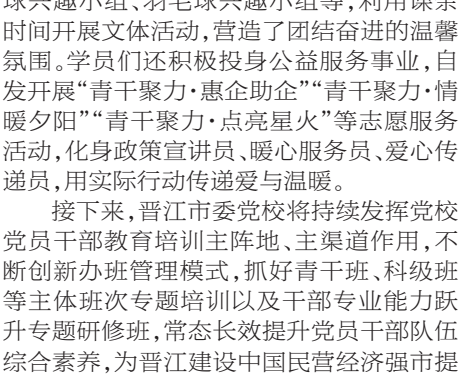 球兴趣小组、羽毛球兴趣小组等,利用课余
时间开展文体活动,营造了团结奋进的温馨
氛围。学员们还积极投身公益服务事业,自
发开展“青干聚力·惠企助企”“青干聚力·情
暖夕阳”“青干聚力·点亮星火”等志愿服务
活动,化身政策宣讲员、暖心服务员、爱心传
递员,用实际行动传递爱与温暖。
接下来,晋江市委党校将持续发挥党校
党员干部教育培训主阵地、主渠道作用,不
断创新办班管理模式,抓好青干班、科级班
等主体班次专题培训以及干部专业能力跃
升专题研修班,常态长效提升党员干部队伍
综合素养,为晋江建设中国民营经济强市提